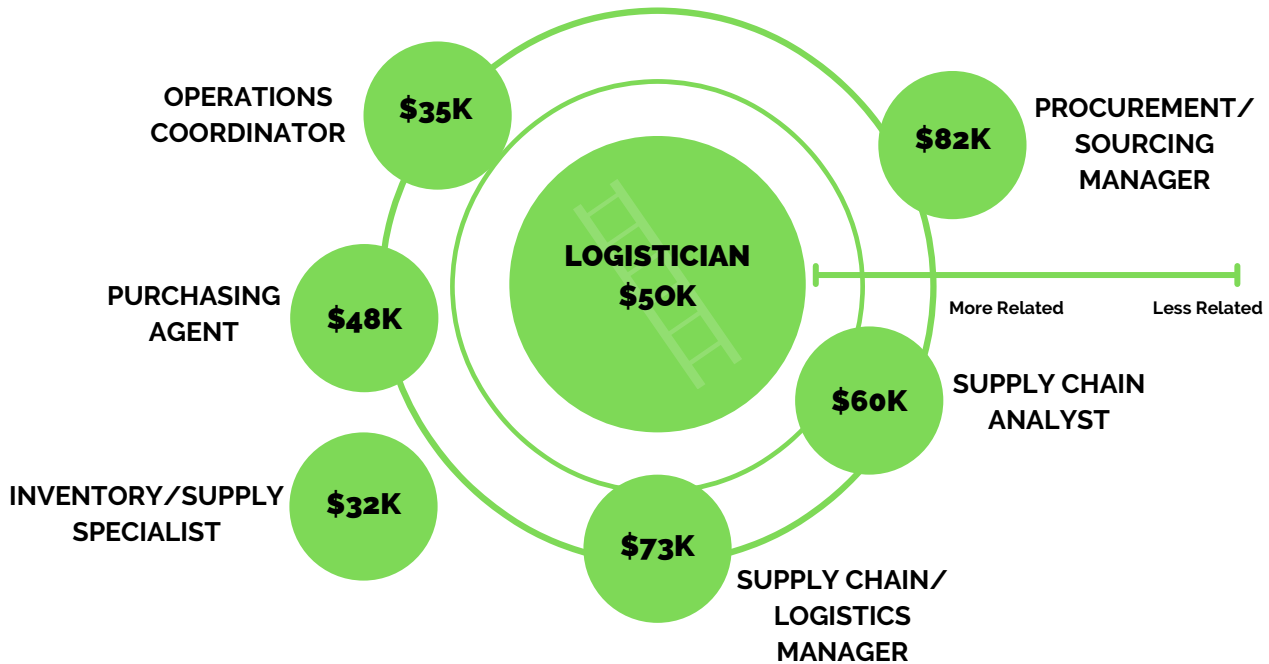 OPERATIONS
COORDINATOR
$35K
$82K
PROCUREMENT/
SOURCING
MANAGER
LOGISTICIAN
$50K
More Related
Less Related
PURCHASING
AGENT
$48K
$60K
SUPPLY CHAIN
ANALYST
INVENTORY/SUPPLY
SPECIALIST
$32K
$73K
SUPPLY CHAIN/
LOGISTICS
MANAGER